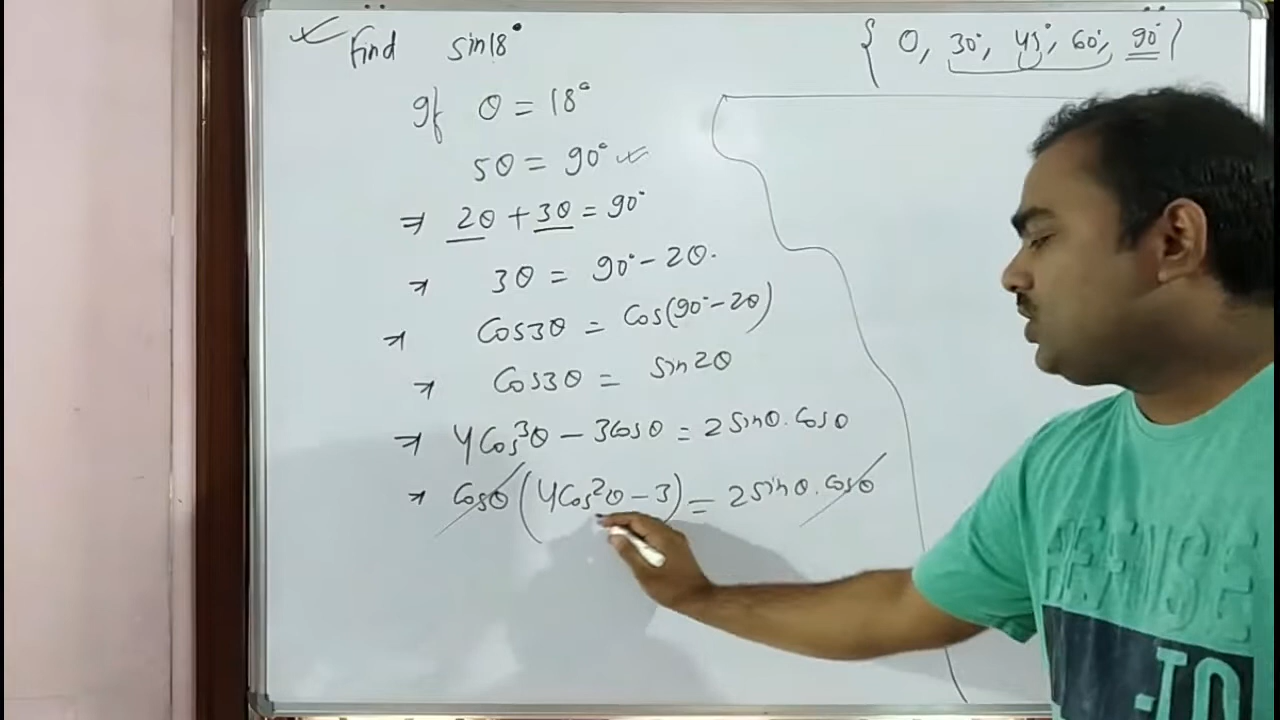 Find sin18°
{ 0, 30°, 45°, 60°, 90° }
If θ = 18°
5θ = 90°
⇒ 2θ + 3θ = 90°
⇒ 3θ = 90° - 2θ.
⇒ Cos3θ = Cos(90° - 2θ)
⇒ Cos3θ = sin2θ
⇒ 4Cos³θ - 3Cosθ = 2sinθ.Cosθ
⇒ Cosθ(4Cos²θ - 3) = 2sinθ.Cosθ
-TO